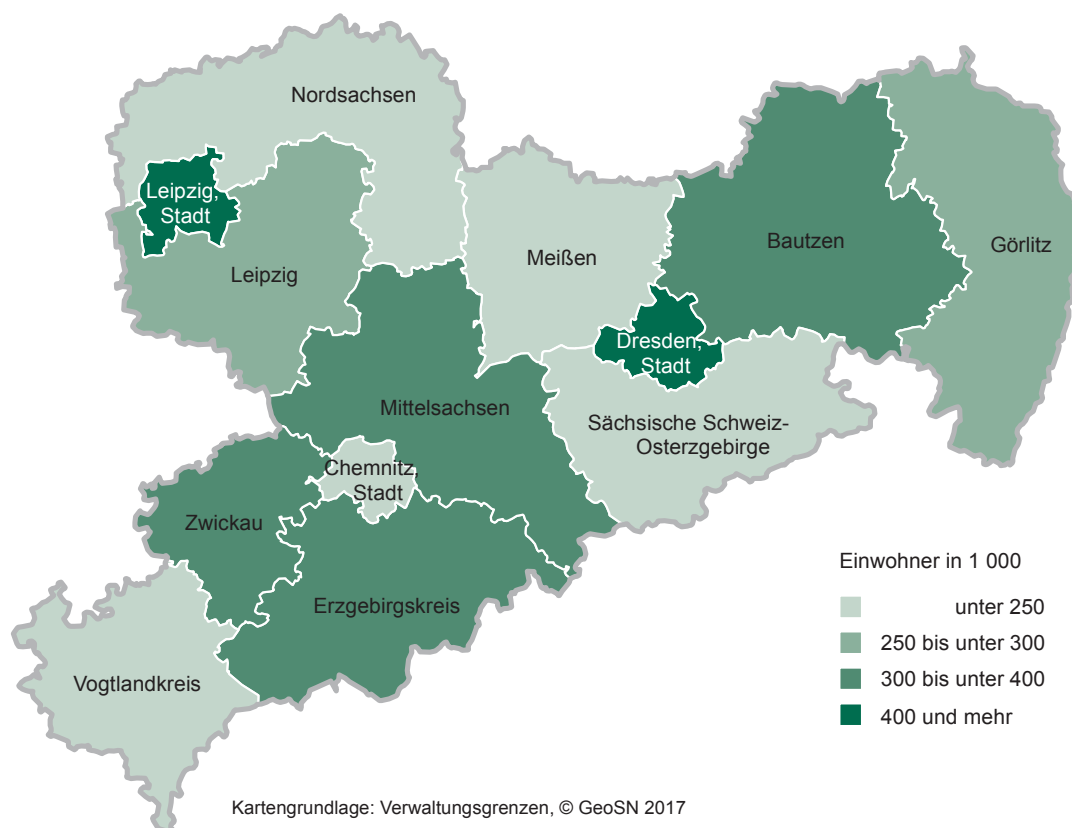 Nordsachsen
Leipzig,
Stadt
Leipzig
Meißen
Bautzen
Görlitz
Dresden,
Stadt
Mittelsachsen
Sächsische Schweiz-
Osterzgebirge
Chemnitz,
Stadt
Zwickau
Erzgebirgskreis
Vogtlandkreis
Einwohner in 1 000
unter 250
250 bis unter 300
300 bis unter 400
400 und mehr
Kartengrundlage: Verwaltungsgrenzen, © GeoSN 2017